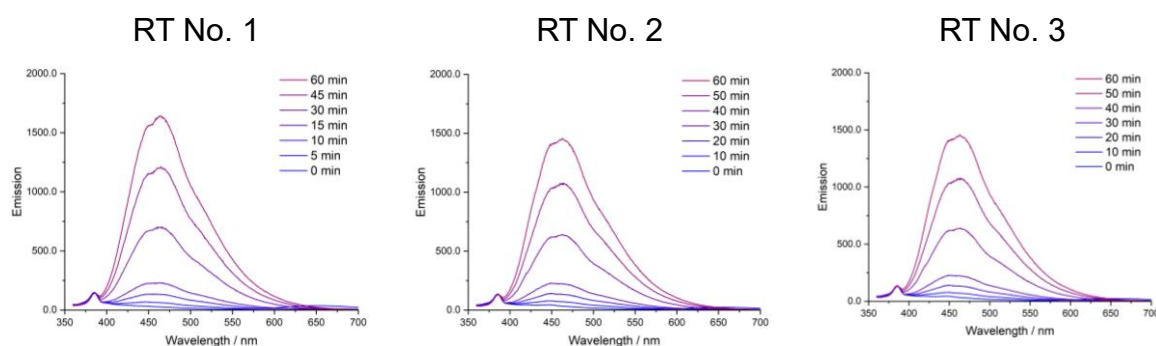 RT No. 1
2000.0
1500.0
1000.0
500.0
0.0
Emission
350 400 450 500 550 600 650 700
Wavelength / nm
60 min
45 min
30 min
15 min
10 min
5 min
0 min
RT No. 2
2000.0
1500.0
1000.0
500.0
0.0
Emission
350 400 450 500 550 600 650 700
Wavelength / nm
60 min
50 min
40 min
30 min
20 min
10 min
0 min
RT No. 3
2000.0
1500.0
1000.0
500.0
0.0
Emission
350 400 450 500 550 600 650 700
Wavelength / nm
60 min
50 min
40 min
30 min
20 min
10 min
0 min